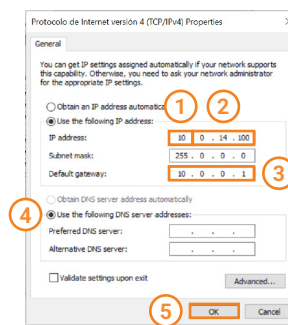 Protocolo de Internet versión 4 (TCP/IPv4) Properties
General
You can get IP settings assigned automatically if your network supports
this capability. Otherwise, you need to ask your network administrator
for the appropriate IP settings.
Obtain an IP address automatica
1 2
Use the following IP address:
IP address: 10 0 . 14 . 100
Subnet mask: 255 . 0 . 0 . 0
Default gateway: 10 . 0 . 0 . 1
3
Obtain DNS server address automatically
4 Use the following DNS server addresses:
Preferred DNS server: . . .
Alternative DNS server: . . .
Validate settings upon exit
Advanced...
5 OK Cancel